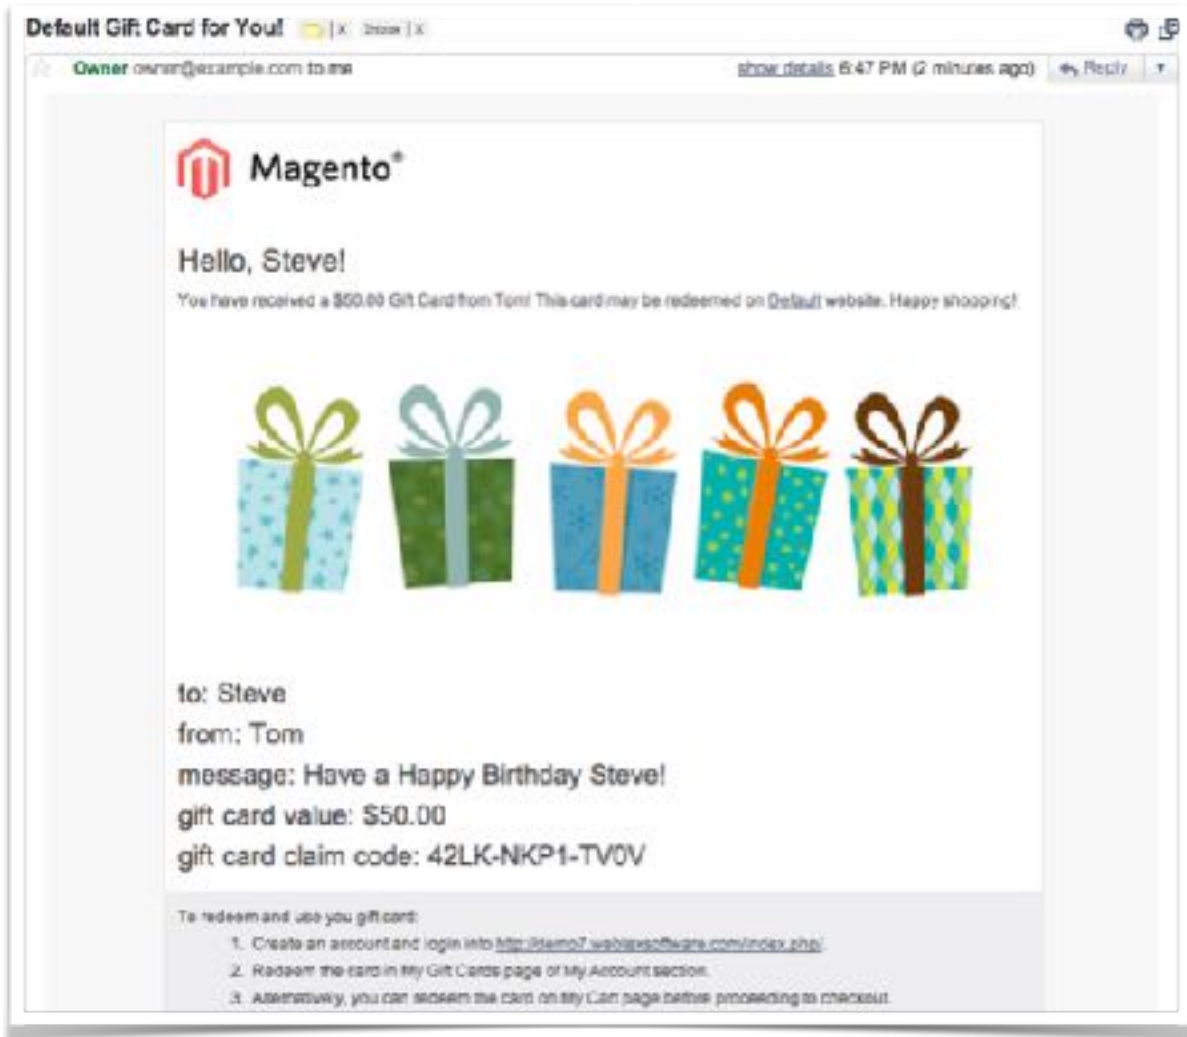 Default Gift Card for You! | X Inbox | X
Owner owner@example.com to me show details 6:47 PM (2 minutes ago) Reply
Magento®
Hello, Steve!
You have received a $50.00 Gift Card from Tom! This card may be redeemed on Default website. Happy shopping!
to: Steve
from: Tom
message: Have a Happy Birthday Steve!
gift card value: $50.00
gift card claim code: 42LK-NKP1-TV0V
To redeem and use you gift card:
1. Create an account and login into
2. Redeem the card in My Gift Cards page of My Account section.
3. Alternatively, you can redeem the card on My Cart page before proceeding to checkout.